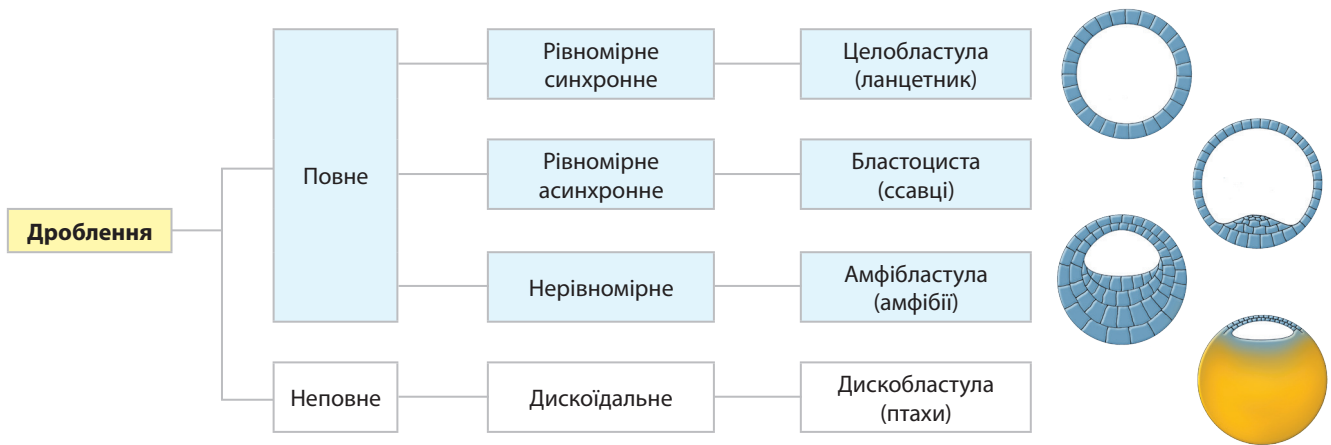 Дроблення
Повне
Рівномірне
синхронне
Целобластула
(ланцетник)
Рівномірне
асинхронне
Бластоциста
(ссавці)
Нерівномірне
Амфібластула
(амфібії)
Неповне
Дискоїдальне
Дискобластула
(птахи)